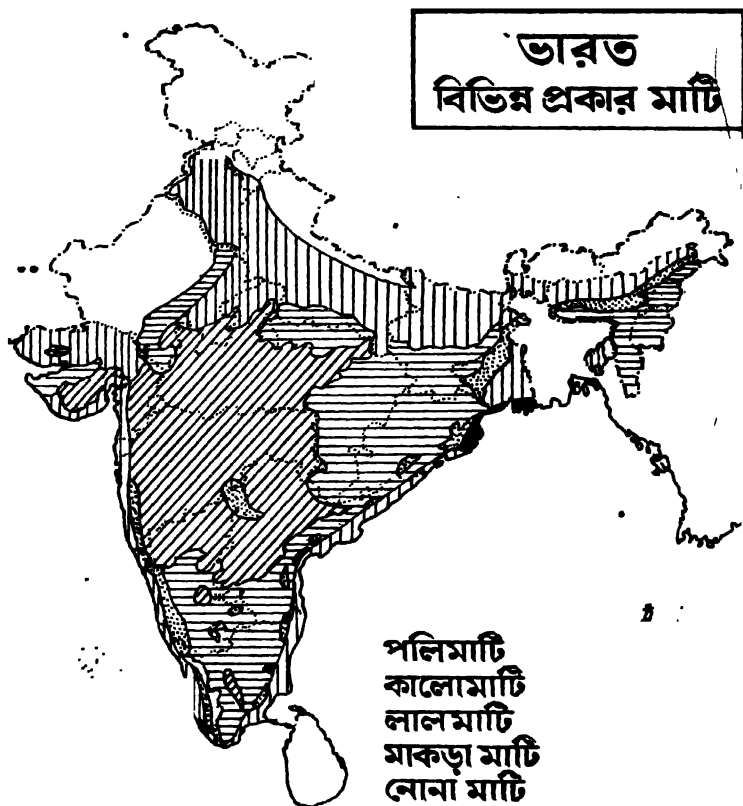 ভারত
বিভিন্ন প্রকার মাটি
পলিমাটি
কালোমাটি
লালমাটি
মাকড়া মাটি
নোনা মাটি